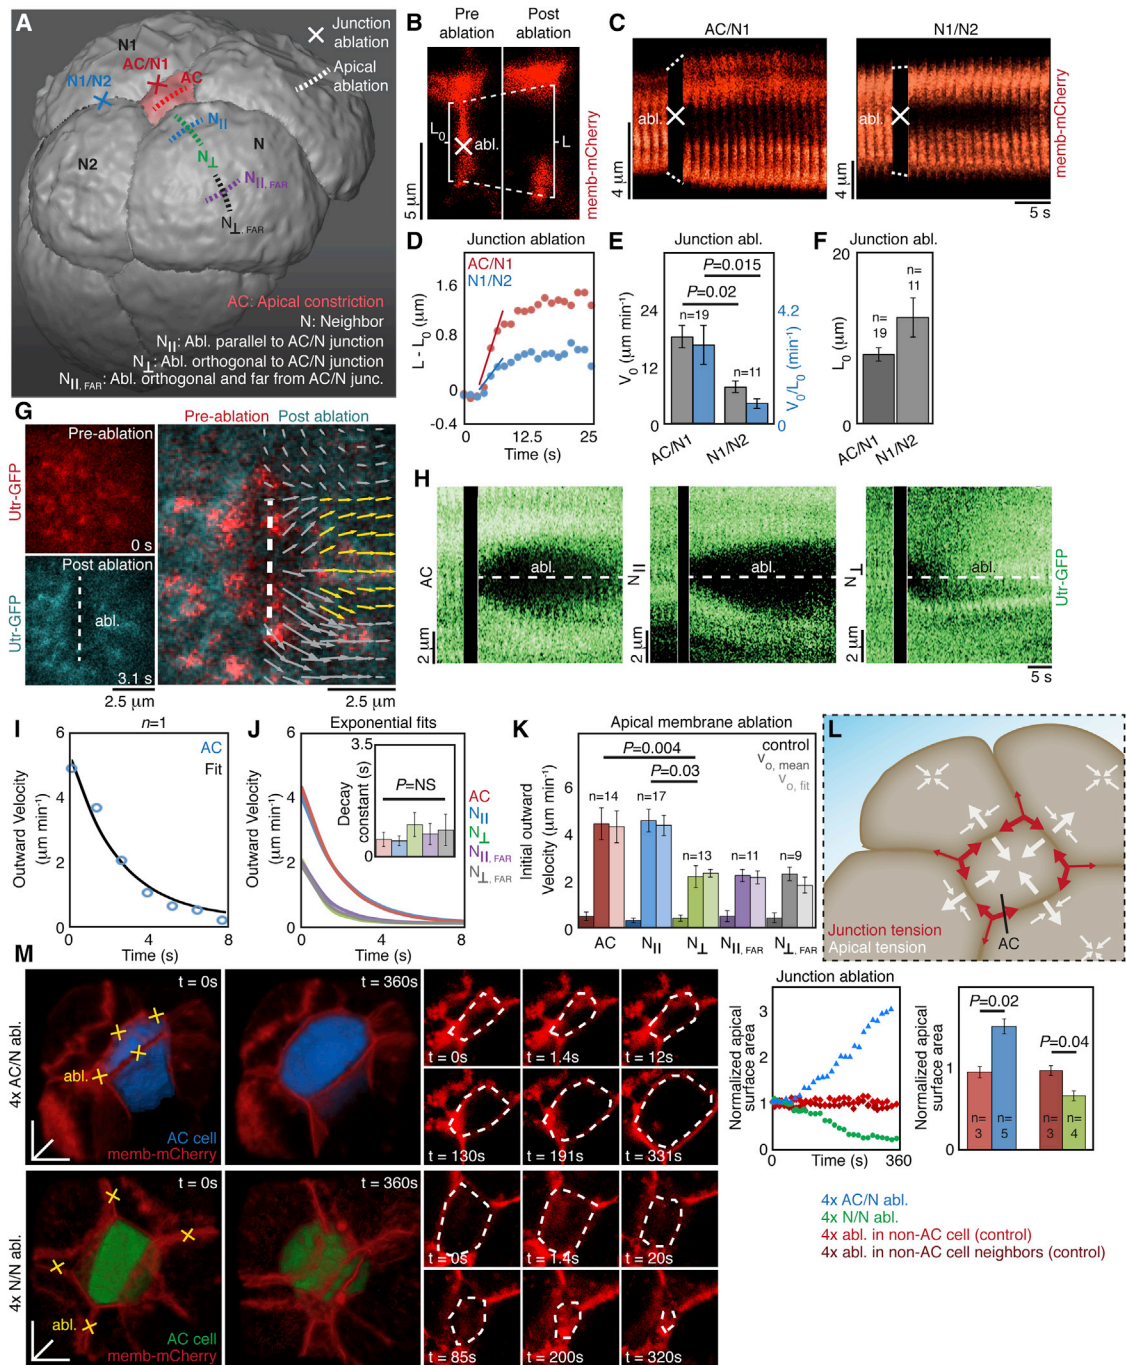 A
N1
AC/N1
N1/N2
AC
Junction
ablation
Apical
ablation
N||
N⊥
N
N2
N||, FAR
N⊥, FAR
AC: Apical constriction
N: Neighbor
N||: Abl. parallel to AC/N junction
N⊥: Abl. orthogonal to AC/N junction
N||, FAR: Abl. orthogonal and far from AC/N junc.
B
Pre
ablation
Post
ablation
L0
abl.
L
5 µm
memb-mCherry
C
AC/N1
N1/N2
abl.
abl.
4 µm
4 µm
memb-mCherry
5 s
D
Junction ablation
AC/N1
N1/N2
L - L0 (µm)
1.6
0.8
0
-0.4
0
12.5
25
Time (s)
E
Junction abl.
P=0.015
P=0.02
n=19
n=11
V0 (µm min-1)
24
12
0
4.2
0
V0/L0 (min-1)
AC/N1
N1/N2
F
Junction abl.
L0 (µm)
20
0
n=
19
n=
11
AC/N1
N1/N2
G
Pre-ablation
Utr-GFP
0 s
Post ablation
abl.
Utr-GFP
3.1 s
2.5 µm
Pre-ablation
Post ablation
2.5 µm
H
AC
abl.
2 µm
N||
abl.
2 µm
N⊥
abl.
2 µm
Utr-GFP
5 s
I
n=1
AC
Fit
Outward Velocity
(µm min-1)
6
4
2
0
0
4
8
Time (s)
J
Exponential fits
Outward Velocity
(µm min-1)
6
4
2
0
0
4
8
Time (s)
Decay
constant (s)
3.5
0
P=NS
AC
N||
N⊥
N||, FAR
N⊥, FAR
K
Apical membrane ablation
P=0.004
P=0.03
control
vo, mean
vo, fit
Initial outward
Velocity (µm min-1)
6
4
2
0
n=14
n=17
n=13
n=11
n=9
AC
N||
N⊥
N||, FAR
N⊥, FAR
L
Junction tension
Apical tension
AC
M
4x AC/N abl.
t = 0s
abl.
AC cell
memb-mCherry
t = 360s
t = 0s
t = 1.4s
t = 12s
t = 130s
t = 191s
t = 331s
4x N/N abl.
t = 0s
abl.
AC cell
memb-mCherry
t = 360s
t = 0s
t = 1.4s
t = 20s
t = 85s
t = 200s
t = 320s
Junction ablation
Normalized apical
surface area
3
2
1
0
0
Time (s)
360
Normalized apical
surface area
1
0
P=0.02
P=0.04
n=
3
n=
5
n=
3
n=
4
4x AC/N abl.
4x N/N abl.
4x abl. in non-AC cell (control)
4x abl. in non-AC cell neighbors (control)